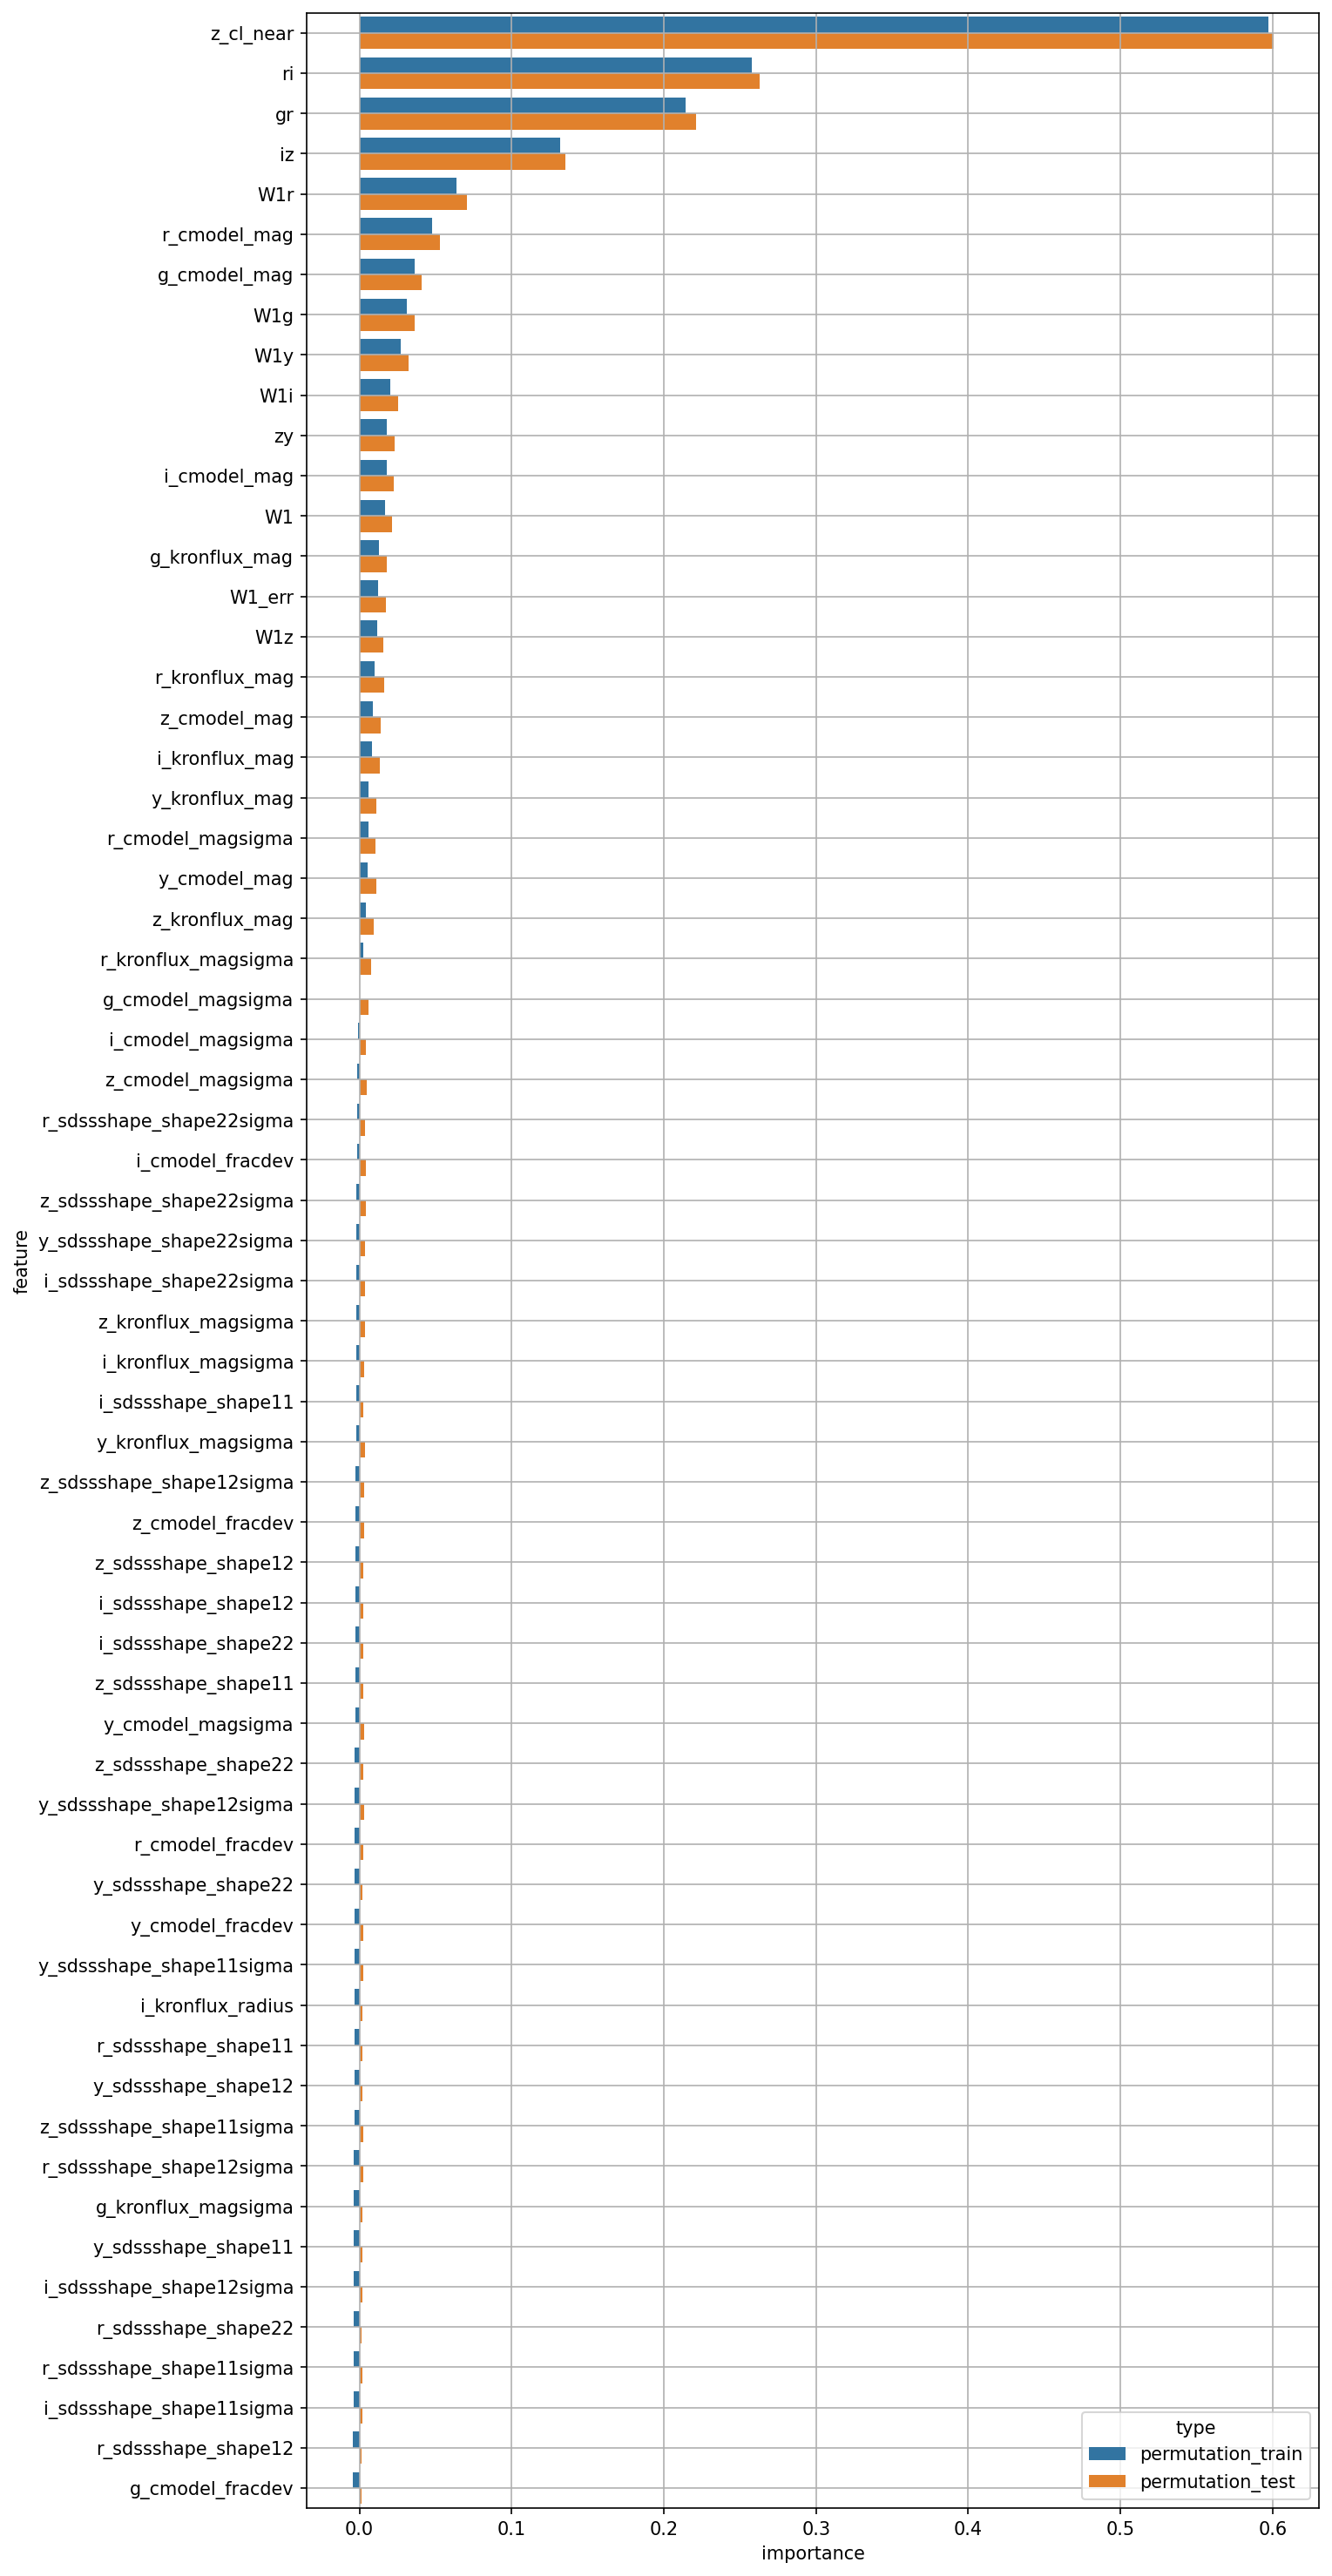 z_cl_near
ri
gr
iz
W1r
r_cmodel_mag
g_cmodel_mag
W1g
W1y
W1i
zy
i_cmodel_mag
W1
g_kronflux_mag
W1_err
W1z
r_kronflux_mag
z_cmodel_mag
i_kronflux_mag
y_kronflux_mag
r_cmodel_magsigma
y_cmodel_mag
z_kronflux_mag
r_kronflux_magsigma
g_cmodel_magsigma
i_cmodel_magsigma
z_cmodel_magsigma
r_sdssshape_shape22sigma
i_cmodel_fracdev
z_sdssshape_shape22sigma
y_sdssshape_shape22sigma
i_sdssshape_shape22sigma
z_kronflux_magsigma
i_kronflux_magsigma
i_sdssshape_shape11
y_kronflux_magsigma
z_sdssshape_shape12sigma
z_cmodel_fracdev
z_sdssshape_shape12
i_sdssshape_shape12
i_sdssshape_shape22
z_sdssshape_shape11
y_cmodel_magsigma
z_sdssshape_shape22
y_sdssshape_shape12sigma
r_cmodel_fracdev
y_sdssshape_shape22
y_cmodel_fracdev
y_sdssshape_shape11sigma
i_kronflux_radius
r_sdssshape_shape11
y_sdssshape_shape12
z_sdssshape_shape11sigma
r_sdssshape_shape12sigma
g_kronflux_magsigma
y_sdssshape_shape11
i_sdssshape_shape12sigma
r_sdssshape_shape22
r_sdssshape_shape11sigma
i_sdssshape_shape11sigma
r_sdssshape_shape12
g_cmodel_fracdev
feature
type
permutation_train
permutation_test
0.0 0.1 0.2 0.3 0.4 0.5 0.6
importance